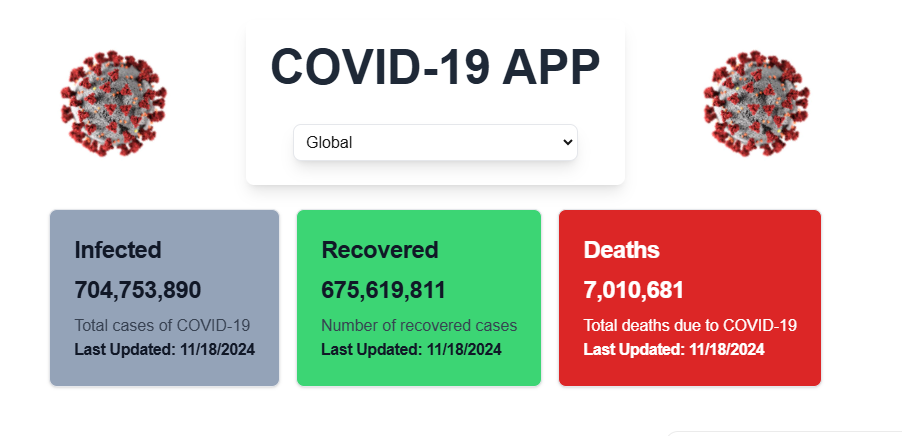 COVID-19 APP
Global
Infected
704,753,890
Total cases of COVID-19
Last Updated: 11/18/2024
Recovered
675,619,811
Number of recovered cases
Last Updated: 11/18/2024
Deaths
7,010,681
Total deaths due to COVID-19
Last Updated: 11/18/2024